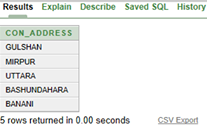 Results Explain Describe Saved SQL History
CON_ADDRESS
GULSHAN
MIRPUR
UTTARA
BASHUNDAHARA
BANANI
5 rows returned in 0.00 seconds CSV Export